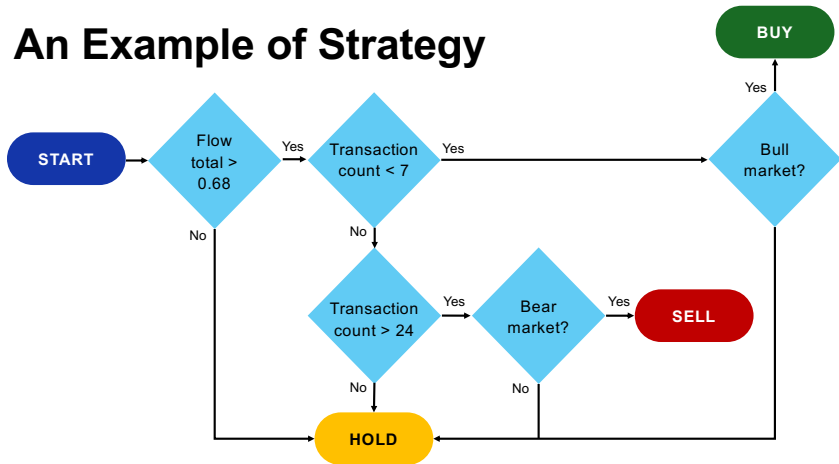 An Example of Strategy
BUY
Yes
START
Flow
total >
0.68
Yes
Transaction
count < 7
Yes
Bull
market?
No
No
Transaction
count > 24
Yes
Bear
market?
Yes
SELL
No
No
HOLD